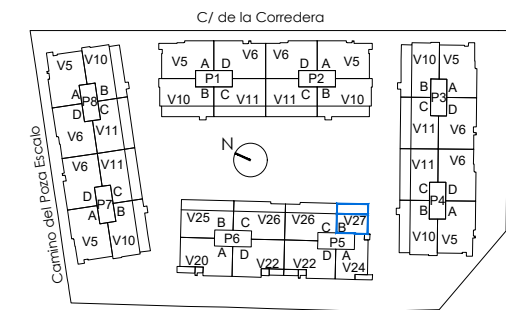 C/ de la Corredera
Camino del Poza Escalo
V5 V10 V5 A V6 V6 D A V5 V10 V5
P1 P2
A B P8 D C B C V11 V11 C B V10 V10 B A P3 C D
V6 V11 V11 V6
N
V6 V11 V11 V6
D C P7 A B C D P4 B A
V5 V10 V10 V5
V25 B C V26 V26 C B V27
P6 P5
V20 A D V22 V22 D A V24